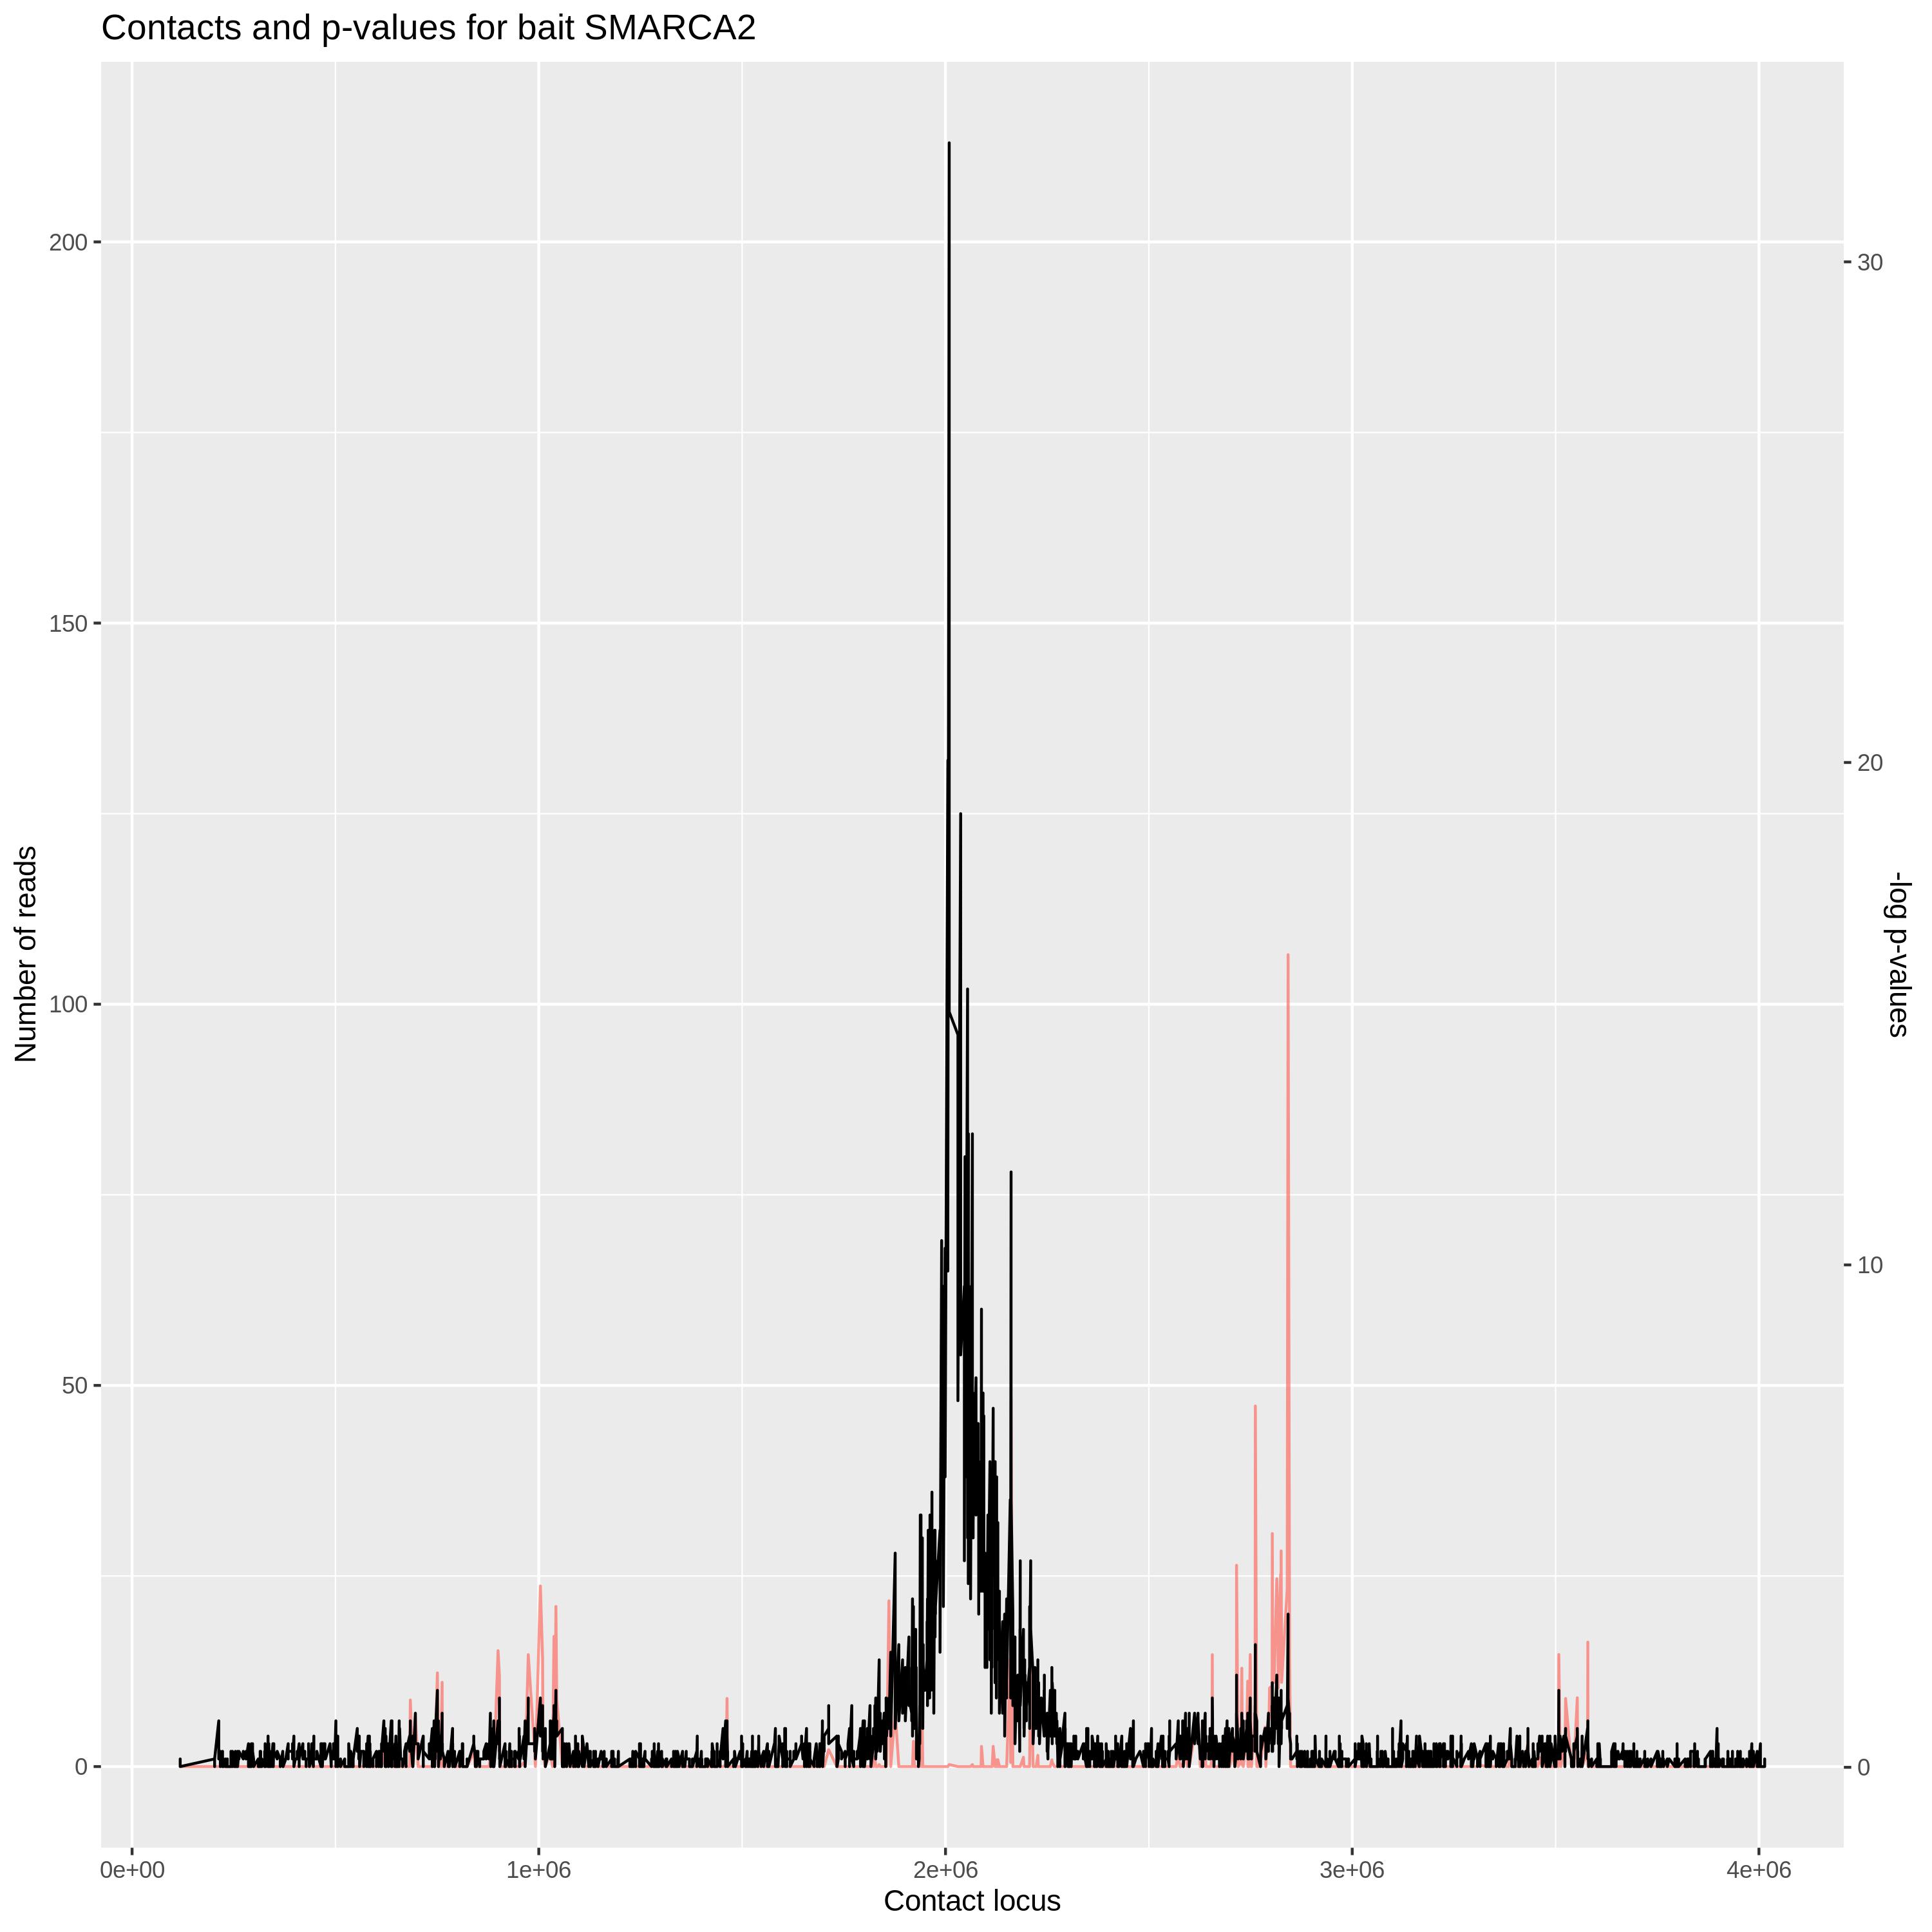 Contacts and p-values for bait SMARCA2
200
150
100
50
0
Number of reads
30
20
10
0
-log p-values
0e+00
1e+06
2e+06
3e+06
4e+06
Contact locus